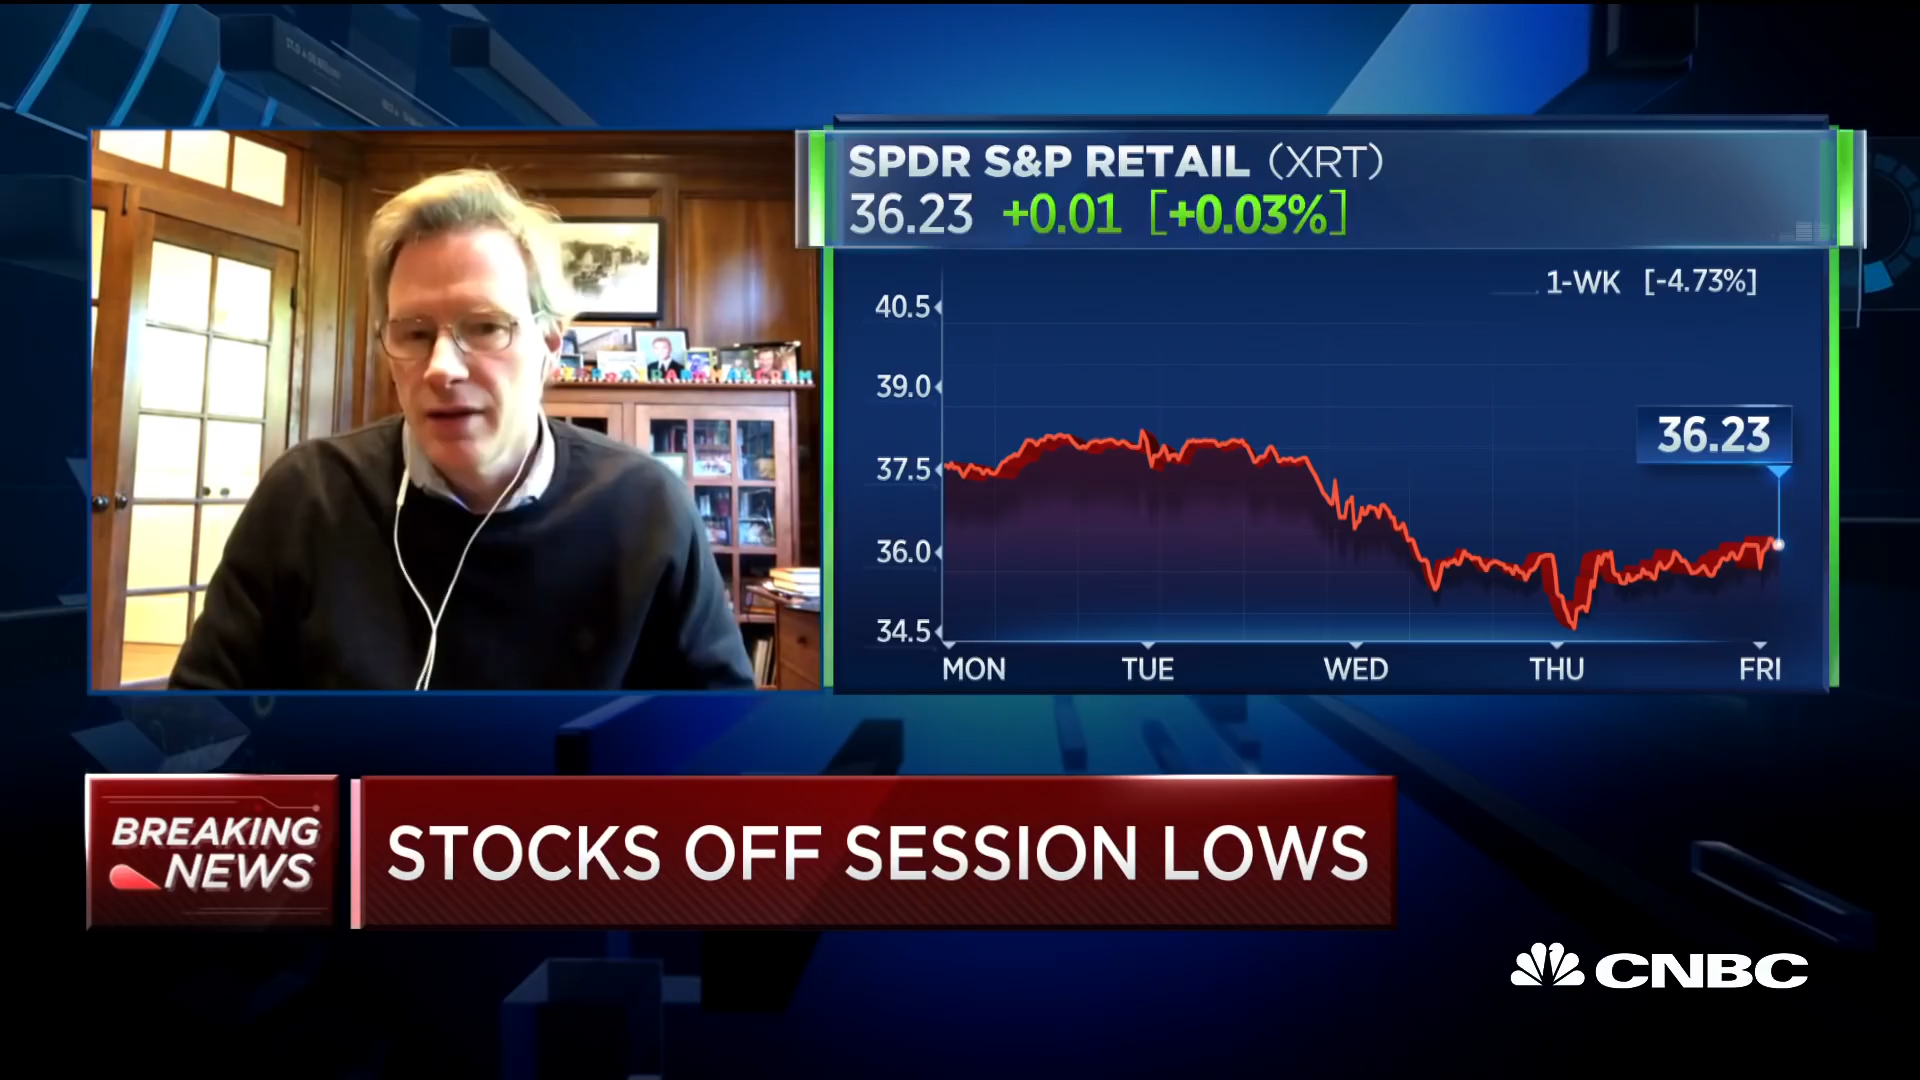 SPDR S&P RETAIL (XRT)
36.23 +0.01 [+0.03%]
1-WK [-4.73%]
40.5
39.0
37.5
36.0
34.5
36.23
MON TUE WED THU FRI
BREAKING
NEWS
STOCKS OFF SESSION LOWS
CNBC